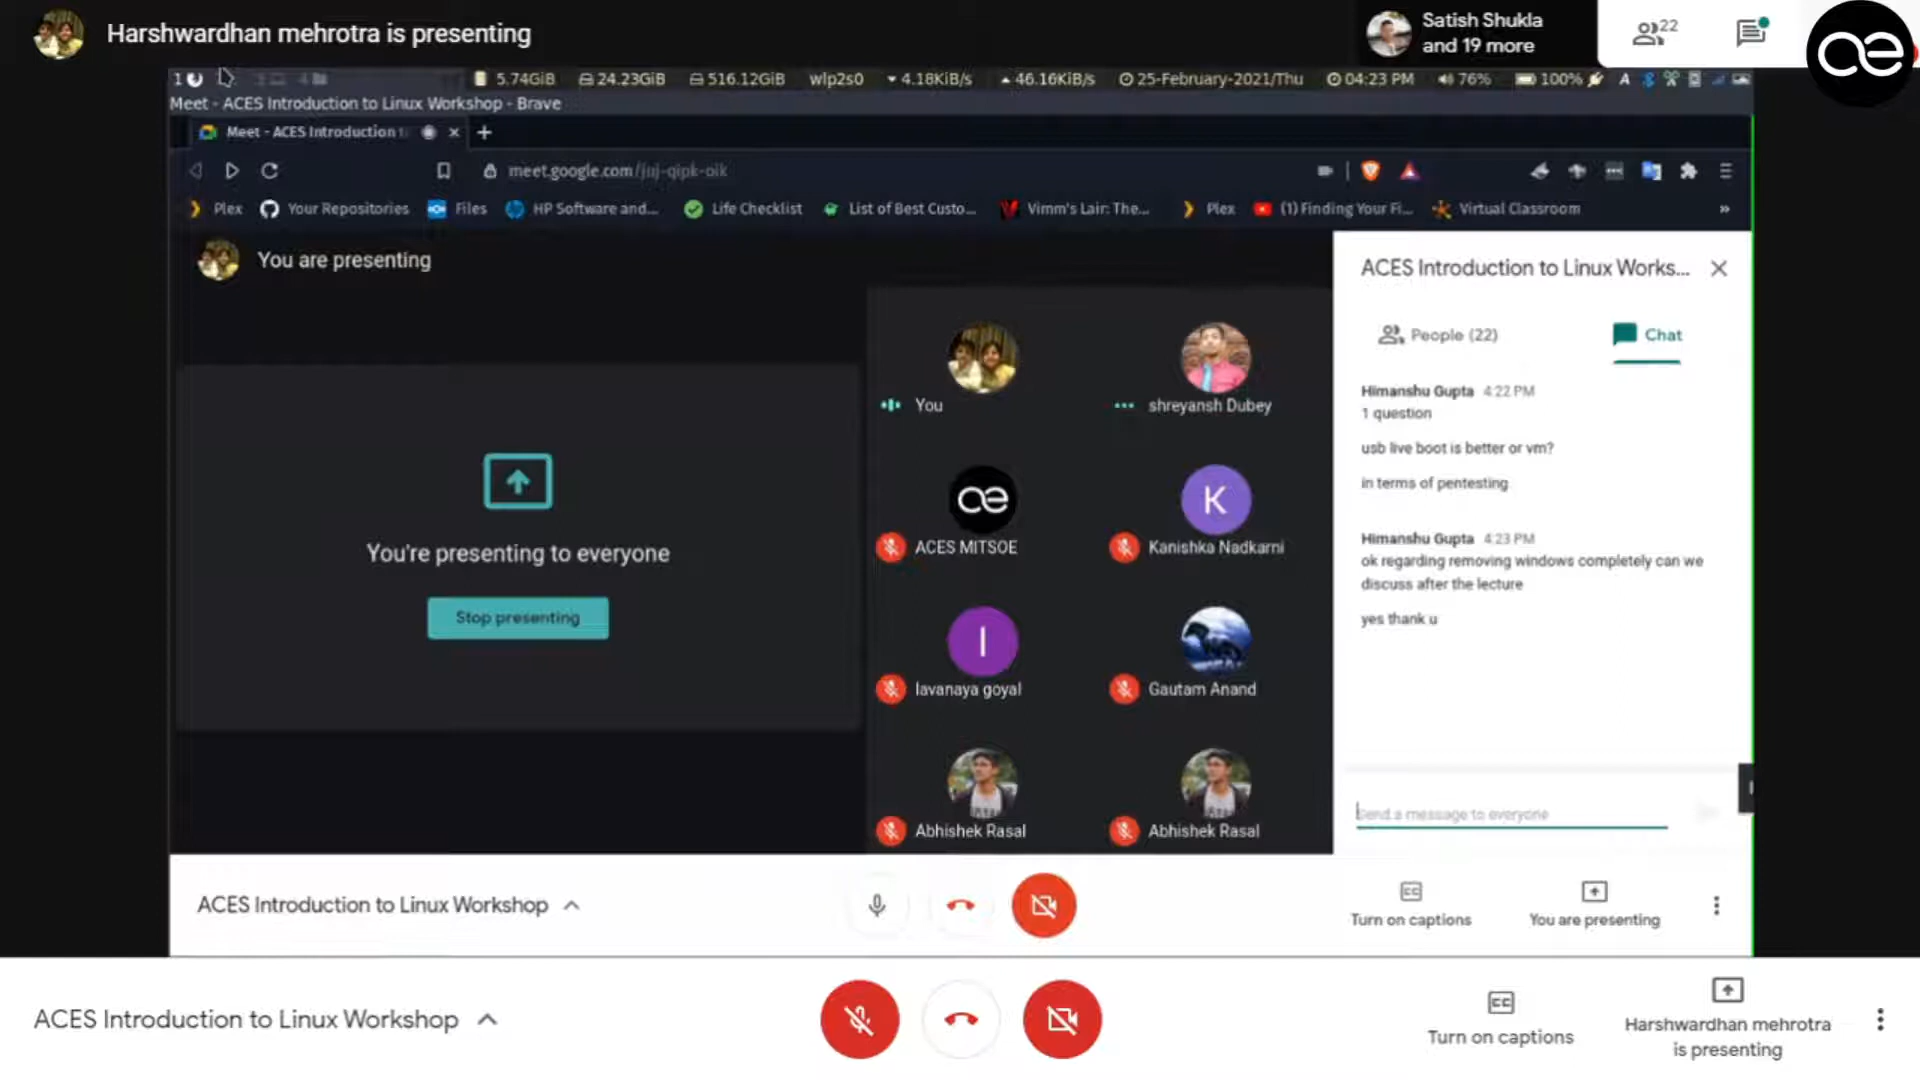 Harshwardhan mehrotra is presenting
Satish Shukla
and 19 more
22
1
5.74GiB
24.23GiB
516.12GiB
wlp2s0
4.18KiB/s
46.16KiB/s
25-February-2021/Thu
04:23 PM
76%
100%
A
Meet - ACES Introduction to Linux Workshop - Brave
Meet - ACES Introduction t
meet.google.com/juj-qipk-oik
Plex
Your Repositories
Files
HP Software and...
Life Checklist
List of Best Custo...
Vimm's Lair: The...
Plex
(1) Finding Your Fi...
Virtual Classroom
»
You are presenting
You're presenting to everyone
Stop presenting
You
shreyansh Dubey
ACES MITSOE
K
Kanishka Nadkarni
l
lavanaya goyal
Gautam Anand
Abhishek Rasal
Abhishek Rasal
ACES Introduction to Linux Works...
People (22)
Chat
Himanshu Gupta 4:22 PM
1 question
usb live boot is better or vm?
in terms of pentesting
Himanshu Gupta 4:23 PM
ok regarding removing windows completely can we
discuss after the lecture
yes thank u
Send a message to everyone
ACES Introduction to Linux Workshop
Turn on captions
You are presenting
ACES Introduction to Linux Workshop
Turn on captions
Harshwardhan mehrotra
is presenting